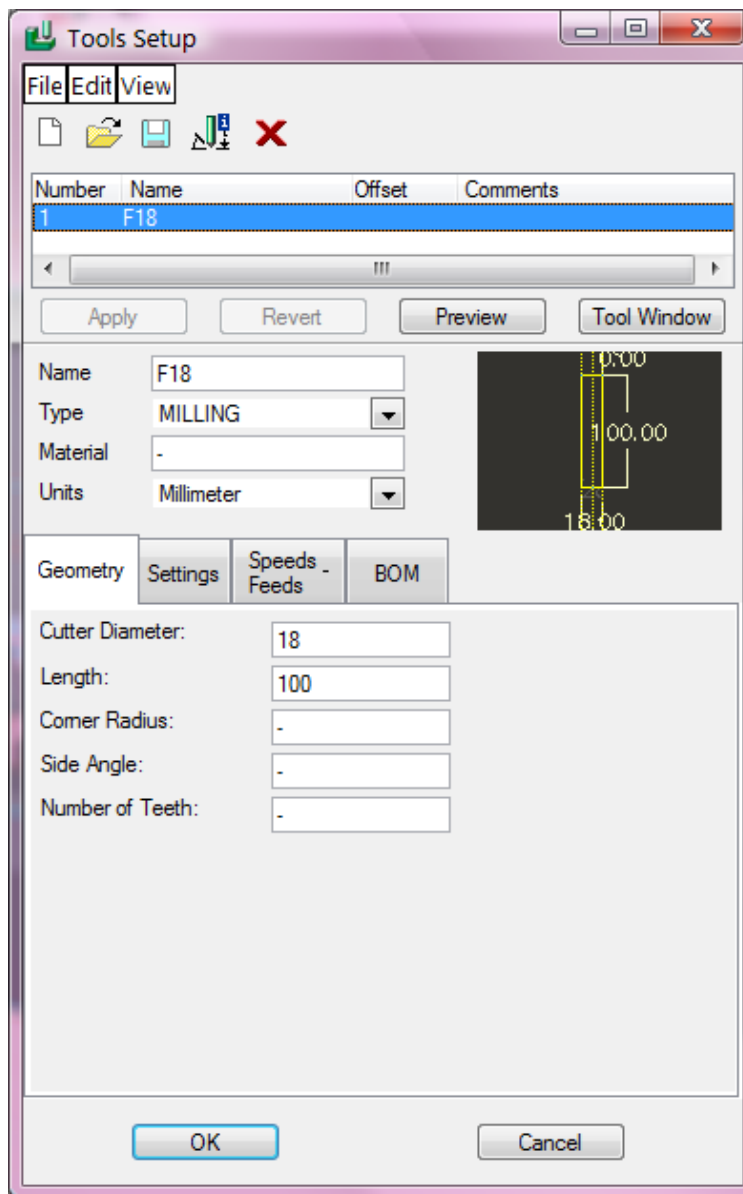 Tools Setup
File Edit View
Number Name Offset Comments
1 F18
Apply Revert Preview Tool Window
Name F18
Type MILLING
Material -
Units Millimeter
0.00
100.00
18.00
Geometry Settings Speeds - Feeds BOM
Cutter Diameter: 18
Length: 100
Corner Radius: -
Side Angle: -
Number of Teeth: -
OK Cancel